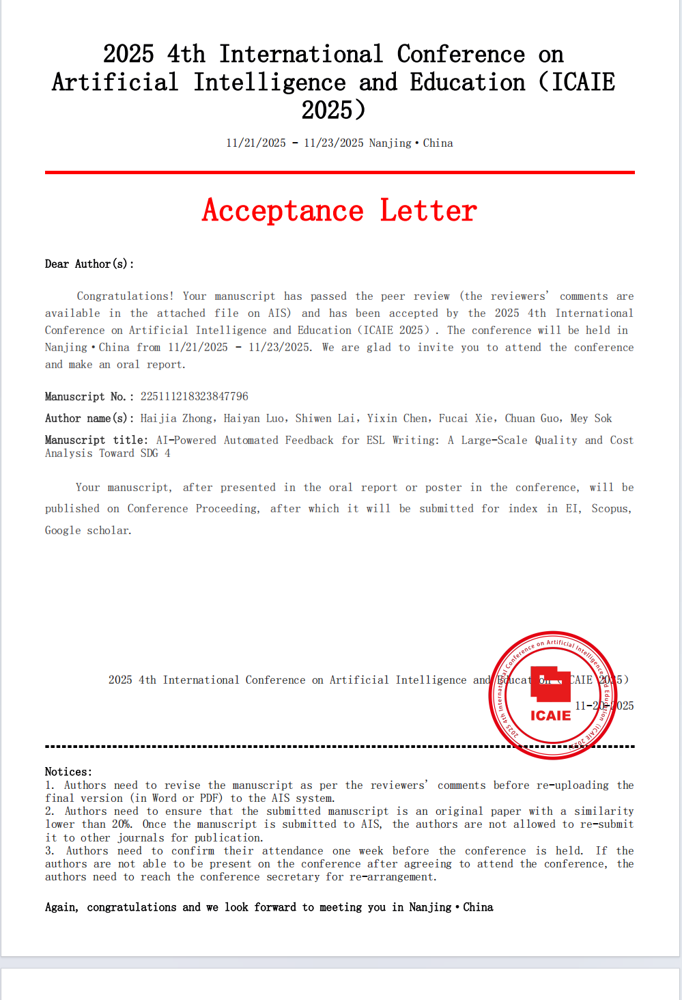 2025 4th International Conference on
Artificial Intelligence and Education（ICAIE
2025）
11/21/2025 - 11/23/2025 Nanjing·China
Acceptance Letter
Dear Author(s):
Congratulations! Your manuscript has passed the peer review (the reviewers’ comments are
available in the attached file on AIS) and has been accepted by the 2025 4th International
Conference on Artificial Intelligence and Education（ICAIE 2025）. The conference will be held in
Nanjing·China from 11/21/2025 - 11/23/2025. We are glad to invite you to attend the conference
and make an oral report.
Manuscript No.: 225111218323847796
Author name(s): Haijia Zhong，Haiyan Luo，Shiwen Lai，Yixin Chen，Fucai Xie，Chuan Guo，Mey Sok
Manuscript title: AI-Powered Automated Feedback for ESL Writing: A Large-Scale Quality and Cost
Analysis Toward SDG 4
Your manuscript, after presented in the oral report or poster in the conference, will be
published on Conference Proceeding, after which it will be submitted for index in EI, Scopus,
Google scholar.
2025 4th International Conference on Artificial Intelligence and Education（ICAIE 2025）
11-20-2025
2025 4th International Conference on Artificial Intelligence and Education (ICAIE 2025)
ICAIE
Notices:
1. Authors need to revise the manuscript as per the reviewers’ comments before re-uploading the
final version (in Word or PDF) to the AIS system.
2. Authors need to ensure that the submitted manuscript is an original paper with a similarity
lower than 20%. Once the manuscript is submitted to AIS, the authors are not allowed to re-submit
it to other journals for publication.
3. Authors need to confirm their attendance one week before the conference is held. If the
authors are not able to be present on the conference after agreeing to attend the conference, the
authors need to reach the conference secretary for re-arrangement.
Again, congratulations and we look forward to meeting you in Nanjing·China